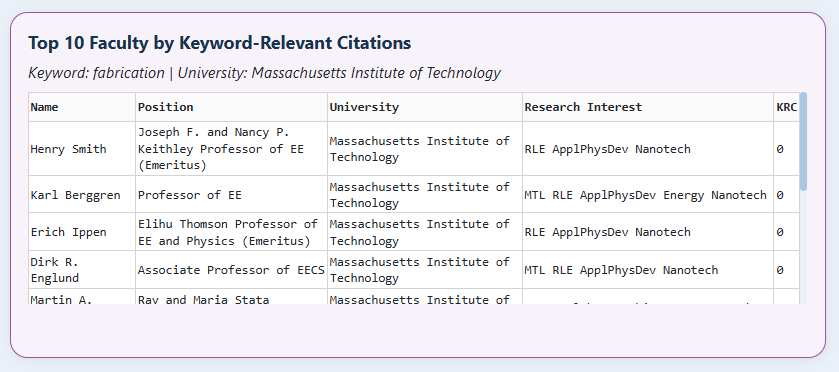 Top 10 Faculty by Keyword-Relevant Citations
Keyword: fabrication | University: Massachusetts Institute of Technology
Name Position University Research Interest KRC
Henry Smith Joseph F. and Nancy P. Keithley Professor of EE (Emeritus) Massachusetts Institute of Technology RLE ApplPhysDev Nanotech 0
Karl Berggren Professor of EE Massachusetts Institute of Technology MTL RLE ApplPhysDev Energy Nanotech 0
Erich Ippen Elihu Thomson Professor of EE and Physics (Emeritus) Massachusetts Institute of Technology RLE ApplPhysDev Nanotech 0
Dirk R. Englund Associate Professor of EECS Massachusetts Institute of Technology MTL RLE ApplPhysDev Nanotech 0
Martin A. Ray and Maria Stata Massachusetts Institute of